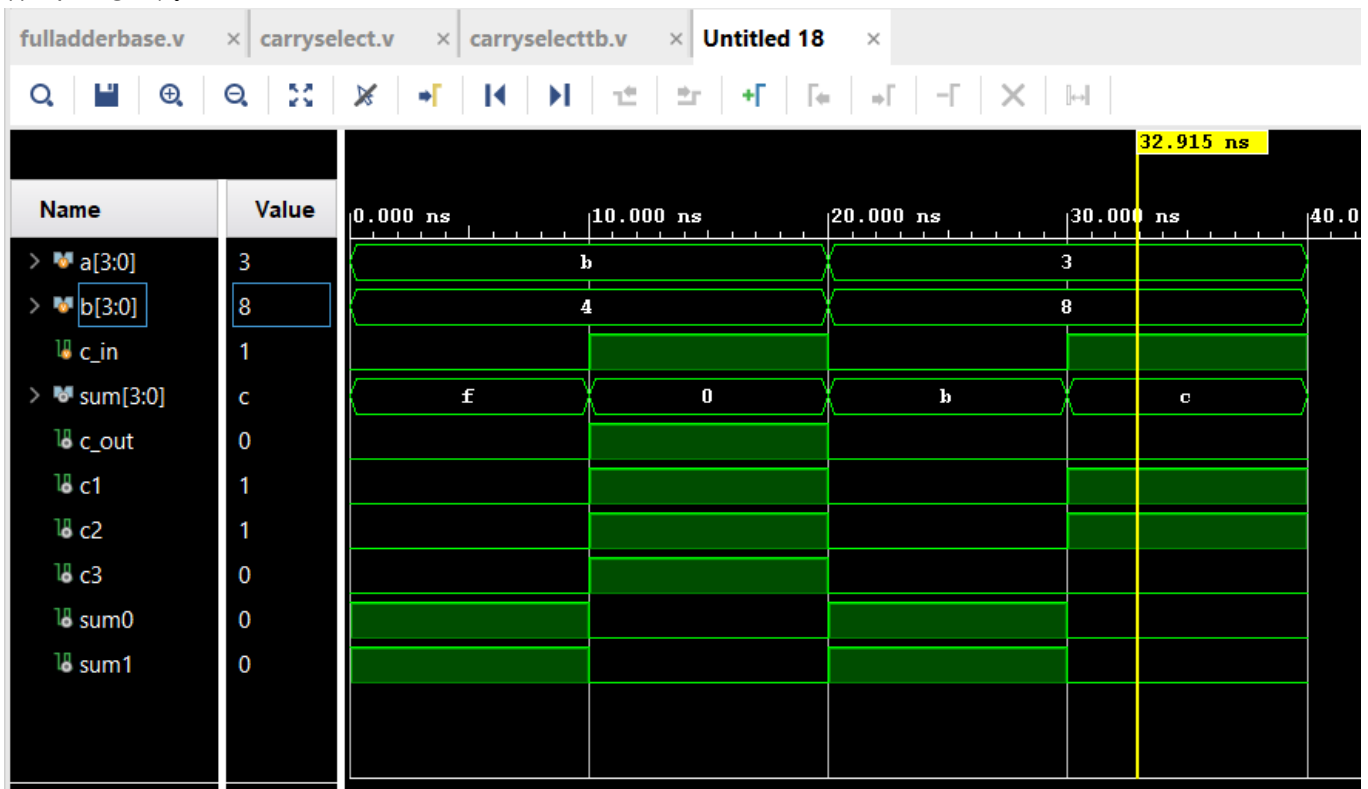 fulladderbase.v × carryselect.v × carryselecttb.v × Untitled 18 ×
32.915 ns
Name Value 0.000 ns 10.000 ns 20.000 ns 30.000 ns 40.0
a[3:0] 3 b 3
b[3:0] 8 4 8
c_in 1
sum[3:0] c f 0 b c
c_out 0
c1 1
c2 1
c3 0
sum0 0
sum1 0